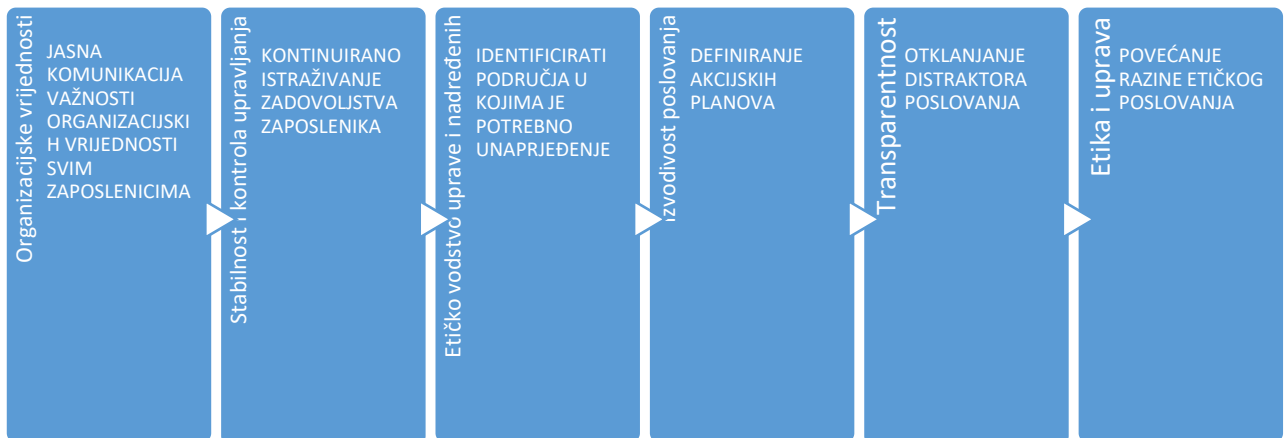 Organizacijske vrijednosti
JASNA
KOMUNIKACIJA
VAŽNOSTI
ORGANIZACIJSKI
H VRIJEDNOSTI
SVIM
ZAPOSLENICIMA
Stabilnost i kontrola upravljanja
KONTINUIRANO
ISTRAŽIVANJE
ZADOVOLJSTVA
ZAPOSLENIKA
Etičko vodstvo uprave i nadređenih
IDENTIFICIRATI
PODRUČJA U
KOJIMA JE
POTREBNO
UNAPRJEĐENJE
Izvodivost poslovanja
DEFINIRANJE
AKCIJSKIH
PLANOVA
Transparentnost
OTKLANJANJE
DISTRAKTORA
POSLOVANJA
Etika i uprava
POVEĆANJE
RAZINE ETIČKOG
POSLOVANJA